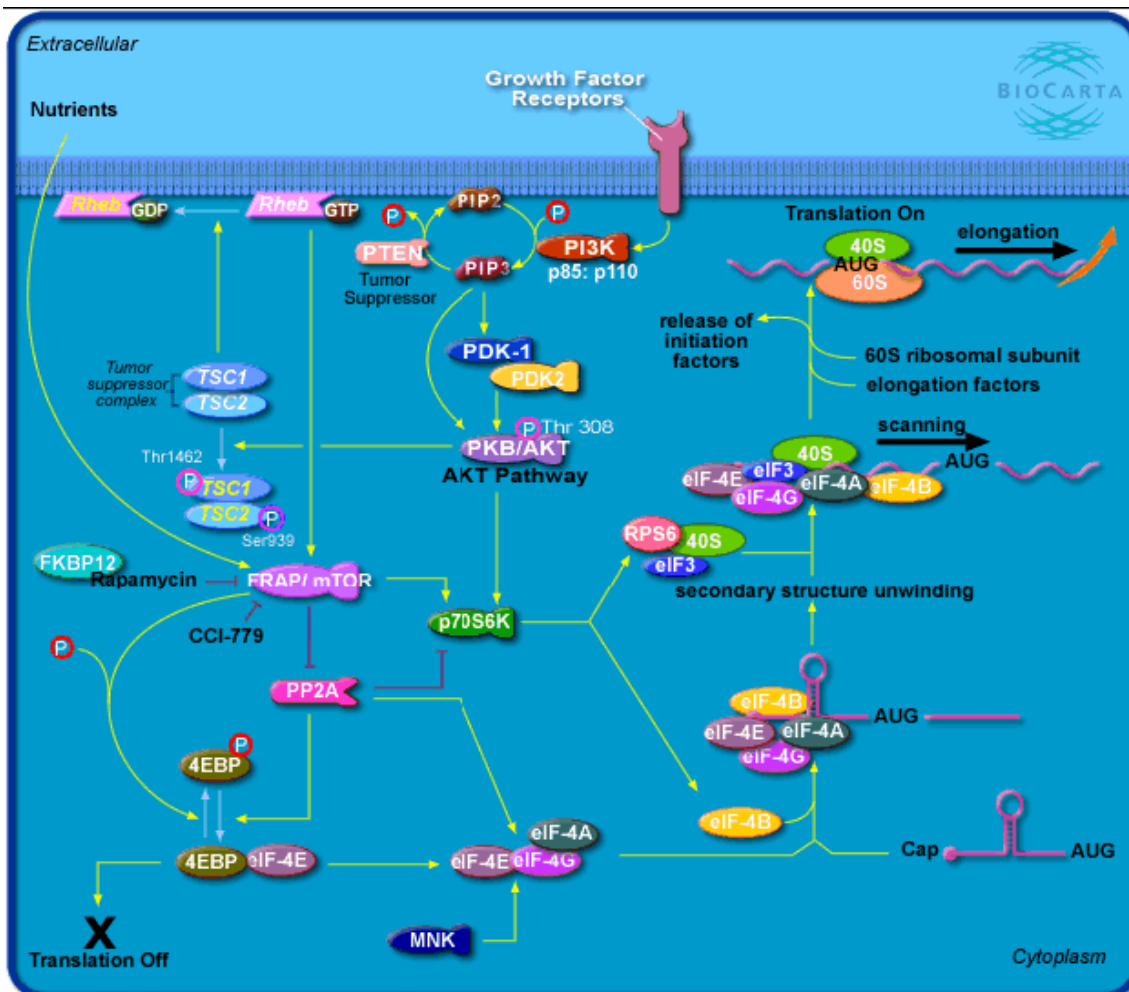 Extracellular
Growth Factor
Receptors
BIOCARTA
Nutrients
Rheb GDP
Rheb GTP
P
PIP2
P
PTEN
PIP3
PI3K
p85: p110
Tumor
Suppressor
Translation On
40S
elongation
AUG
60S
release of
initiation
factors
60S ribosomal subunit
elongation factors
PDK-1
PDK2
Tumor
suppressor
complex
TSC1
TSC2
P Thr 308
PKB/AKT
AKT Pathway
scanning
40S
AUG
eIF-4E
eIF3
eIF-4A
eIF-4B
eIF-4G
Thr1462
P
TSC1
TSC2
P
Ser939
FKBP12
Rapamycin
FRAP/ mTOR
CCI-779
RPS6
40S
eIF3
secondary structure unwinding
p70S6K
P
PP2A
eIF-4B
AUG
eIF-4E
eIF-4A
eIF-4G
P
4EBP
eIF-4B
eIF-4A
4EBP
eIF-4E
eIF-4E
eIF-4G
Cap
AUG
X
Translation Off
MNK
Cytoplasm